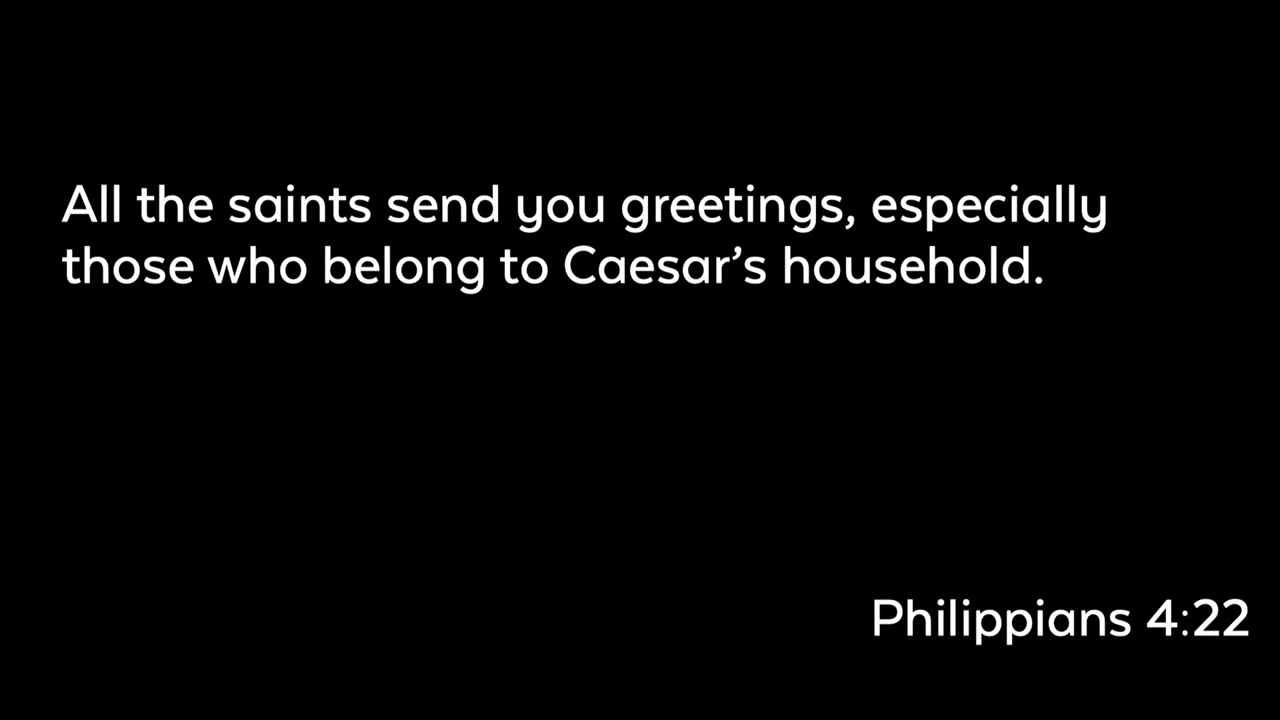 All the saints send you greetings, especially
those who belong to Caesar’s household.
Philippians 4:22